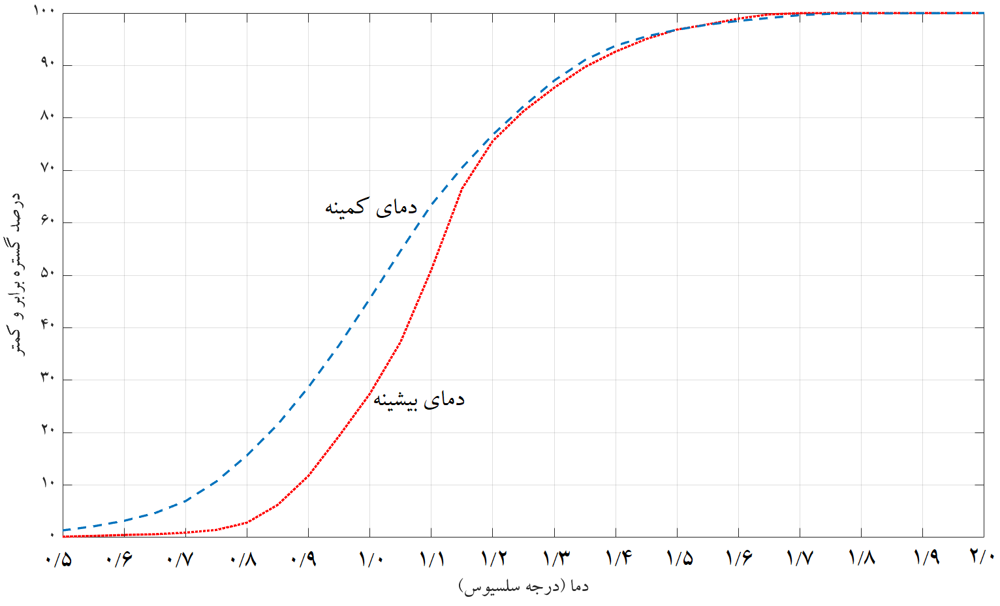 ۱۰۰
۹۰
۸۰
۷۰
۶۰
۵۰
۴۰
۳۰
۲۰
۱۰
۰
درصد گستره برابر و کمتر
دمای کمینه
دمای بیشینه
۰/۵ ۰/۶ ۰/۷ ۰/۸ ۰/۹ ۱/۰ ۱/۱ ۱/۲ ۱/۳ ۱/۴ ۱/۵ ۱/۶ ۱/۷ ۱/۸ ۱/۹ ۲/۰
دما (درجه سلسیوس)